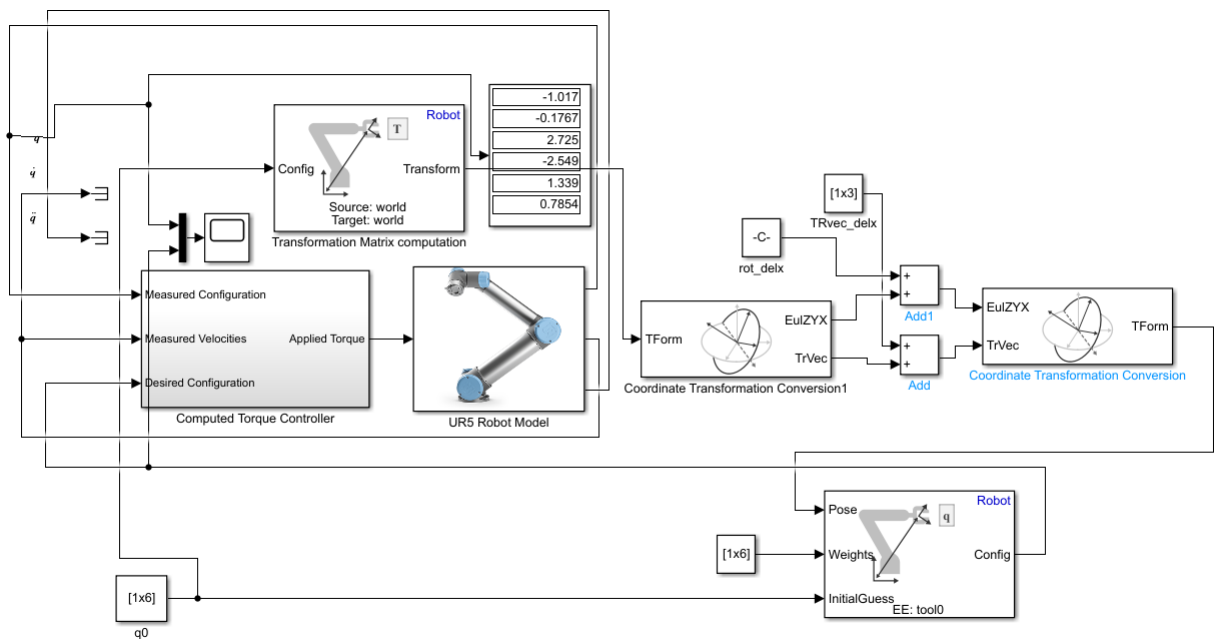 -1.017
-0.1767
2.725
-2.549
1.339
0.7854
q
q̇
q̈
Robot
T
Config
Transform
Source: world
Target: world
Transformation Matrix computation
[1x3]
TRvec_delx
-C-
rot_delx
Measured Configuration
Measured Velocities
Desired Configuration
Applied Torque
Computed Torque Controller
UR5 Robot Model
TForm
EulZYX
TrVec
Coordinate Transformation Conversion1
+
+
Add1
+
+
Add
EulZYX
TrVec
TForm
Coordinate Transformation Conversion
Robot
q
Pose
Weights
InitialGuess
Config
EE: tool0
[1x6]
[1x6]
q0